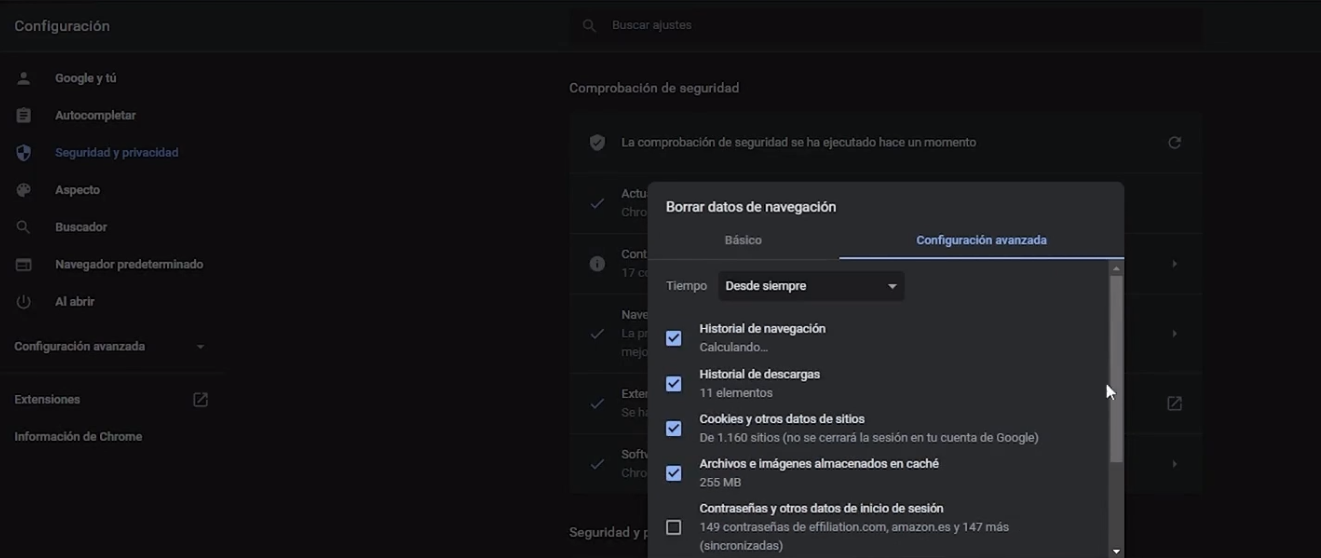 Configuración
Buscar ajustes
Google y tú
Autocompletar
Seguridad y privacidad
Aspecto
Buscador
Navegador predeterminado
Al abrir
Configuración avanzada
Extensiones
Información de Chrome
Comprobación de seguridad
La comprobación de seguridad se ha ejecutado hace un momento
Actu
Chro
Cont
17 co
Nave
La pr
mejo
Exter
Se ha
Softw
Chro
Seguridad y p
Borrar datos de navegación
Básico
Configuración avanzada
Tiempo Desde siempre
Historial de navegación
Calculando...
Historial de descargas
11 elementos
Cookies y otros datos de sitios
De 1.160 sitios (no se cerrará la sesión en tu cuenta de Google)
Archivos e imágenes almacenados en caché
255 MB
Contraseñas y otros datos de inicio de sesión
149 contraseñas de effiliation.com, amazon.es y 147 más
(sincronizadas)